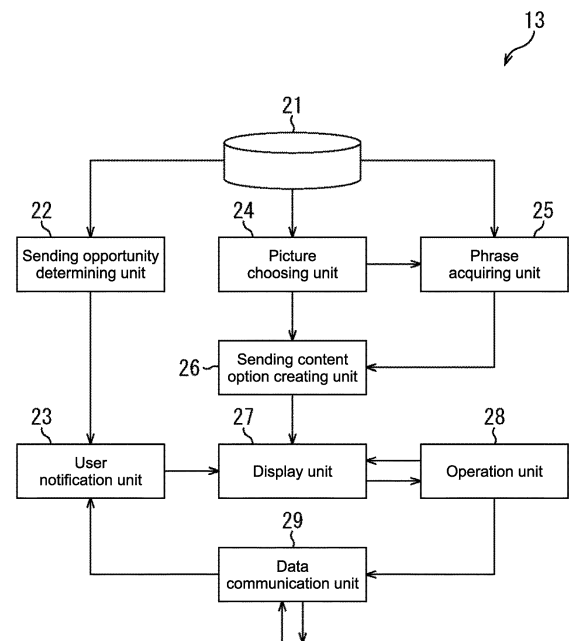 13
21
22
24
25
Sending opportunity
determining unit
Picture
choosing unit
Phrase
acquiring unit
26
Sending content
option creating unit
23
27
28
User
notification unit
Display unit
Operation unit
29
Data
communication unit